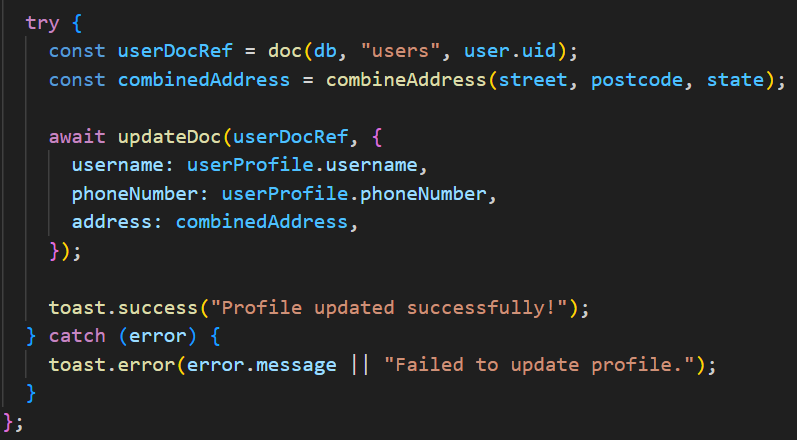 try {
const userDocRef = doc(db, "users", user.uid);
const combinedAddress = combineAddress(street, postcode, state);
await updateDoc(userDocRef, {
username: userProfile.username,
phoneNumber: userProfile.phoneNumber,
address: combinedAddress,
});
toast.success("Profile updated successfully!");
} catch (error) {
toast.error(error.message || "Failed to update profile.");
}
};